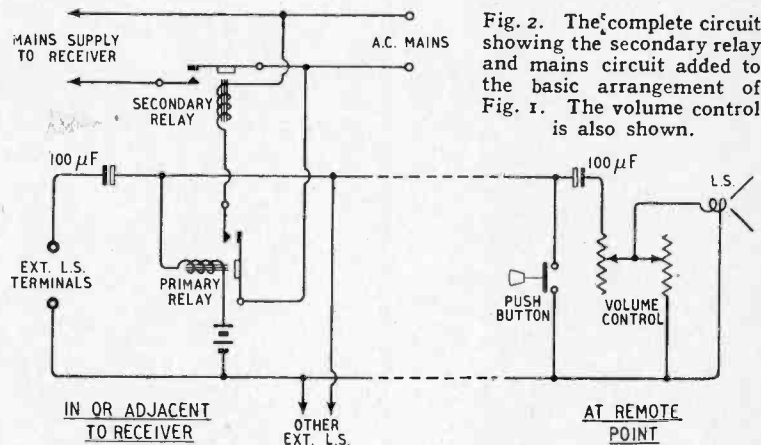 MAINS SUPPLY
TO RECEIVER
A.C. MAINS
SECONDARY
RELAY
Fig. 2. The complete circuit
showing the secondary relay
and mains circuit added to
the basic arrangement of
Fig. 1. The volume control
is also shown.
100 μF
EXT. L.S.
TERMINALS
PRIMARY
RELAY
100 μF
L.S.
PUSH
BUTTON
VOLUME
CONTROL
IN OR ADJACENT
TO RECEIVER
OTHER
EXT. L.S.
AT REMOTE
POINT